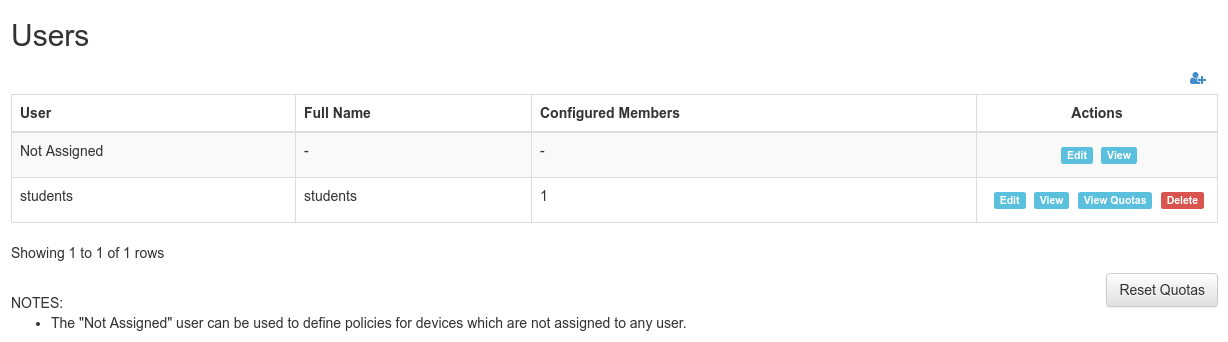 Users
User Full Name Configured Members Actions
Not Assigned - - Edit View
students students 1 Edit View View Quotas Delete
Showing 1 to 1 of 1 rows
Reset Quotas
NOTES:
• The "Not Assigned" user can be used to define policies for devices which are not assigned to any user.